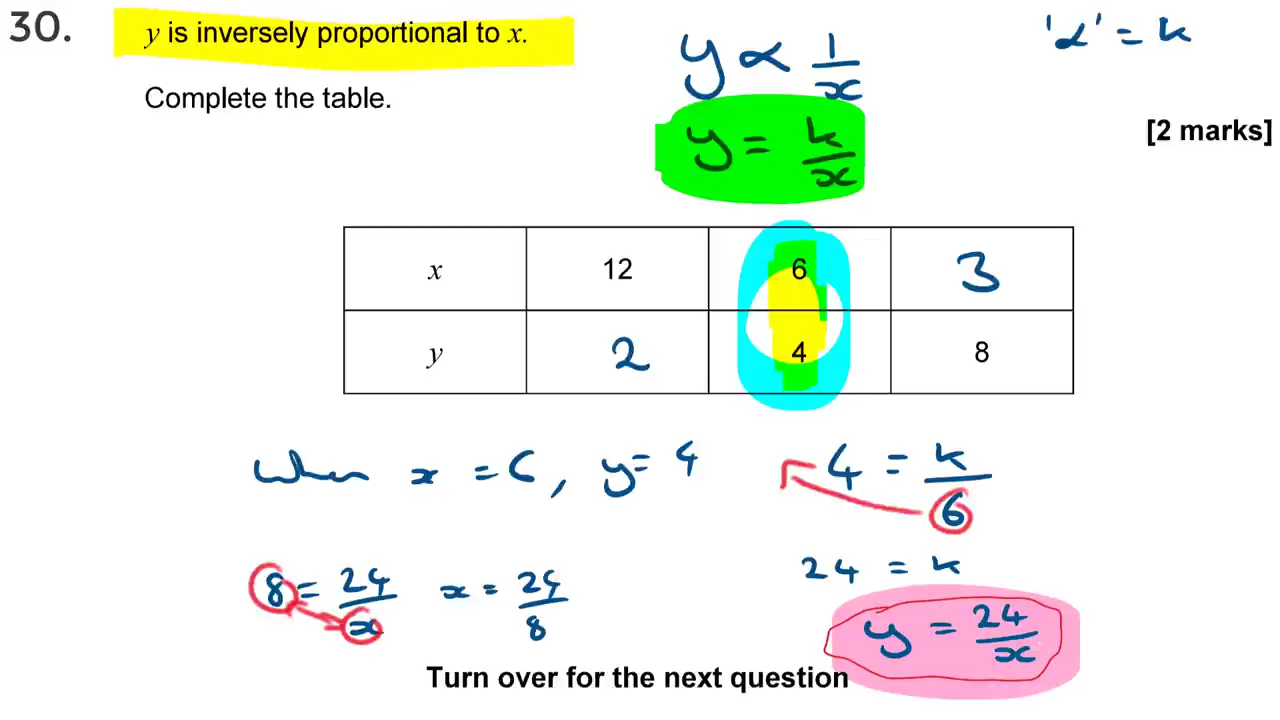 30. y is inversely proportional to x.
y ∝ 1/x
'∝' = k
Complete the table.
y = k/x
[2 marks]
x 12 6 3
y 2 4 8
When x = 6, y = 4
4 = k/6
24 = k
8 = 24/x x = 24/8
y = 24/x
Turn over for the next question